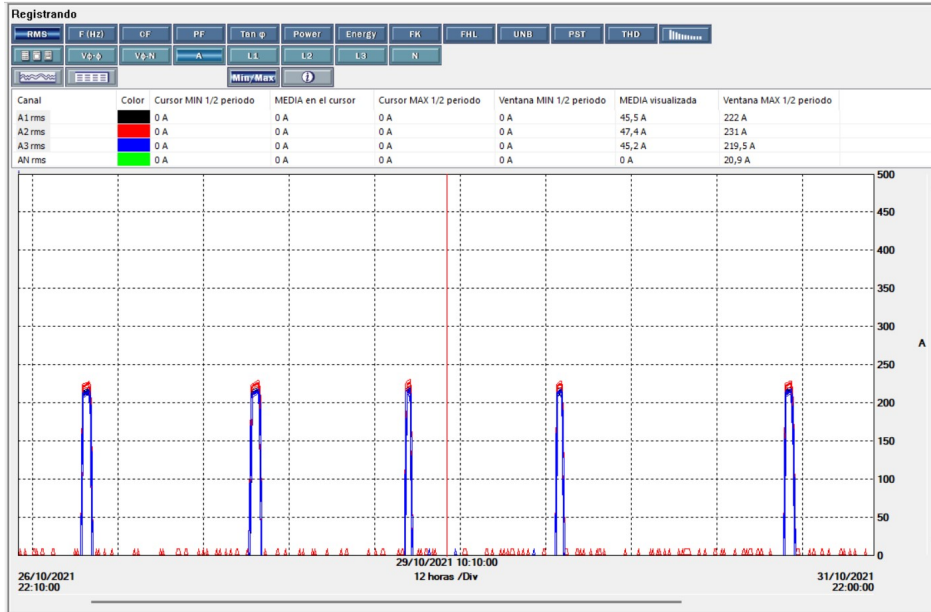 Registrando
RMS F (Hz) CF PF Tan φ Power Energy FK FHL UNB PST THD
Vφ-φ Vφ-N A L1 L2 L3 N
Min/Max
Canal Color Cursor MIN 1/2 periodo MEDIA en el cursor Cursor MAX 1/2 periodo Ventana MIN 1/2 periodo MEDIA visualizada Ventana MAX 1/2 periodo
A1 rms 0 A 0 A 0 A 0 A 45,5 A 222 A
A2 rms 0 A 0 A 0 A 0 A 47,4 A 231 A
A3 rms 0 A 0 A 0 A 0 A 45,2 A 219,5 A
AN rms 0 A 0 A 0 A 0 A 0 A 20,9 A
500
450
400
350
300
A
250
200
150
100
50
0
29/10/2021 10:10:00
26/10/2021 12 horas /Div 31/10/2021
22:10:00 22:00:00